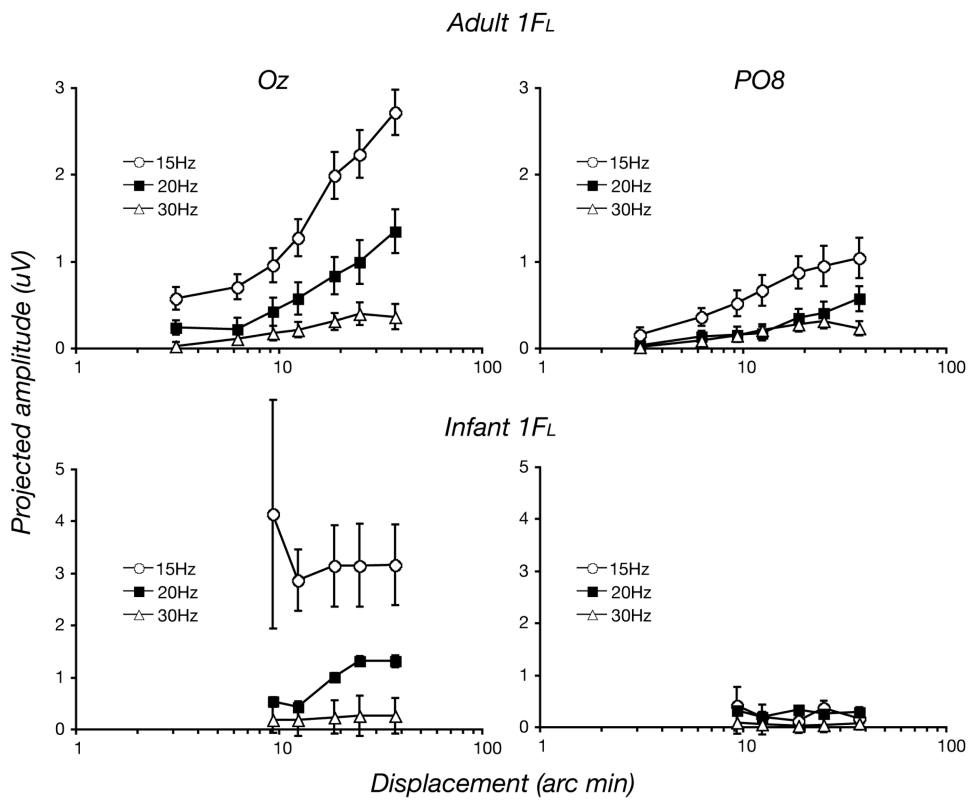 Adult 1FL
Oz
PO8
3
2
1
0
15Hz
20Hz
30Hz
1
10
100
3
2
1
0
15Hz
20Hz
30Hz
1
10
100
Projected amplitude (uV)
Infant 1FL
5
4
3
2
1
0
15Hz
20Hz
30Hz
1
10
100
5
4
3
2
1
0
15Hz
20Hz
30Hz
1
10
100
Displacement (arc min)